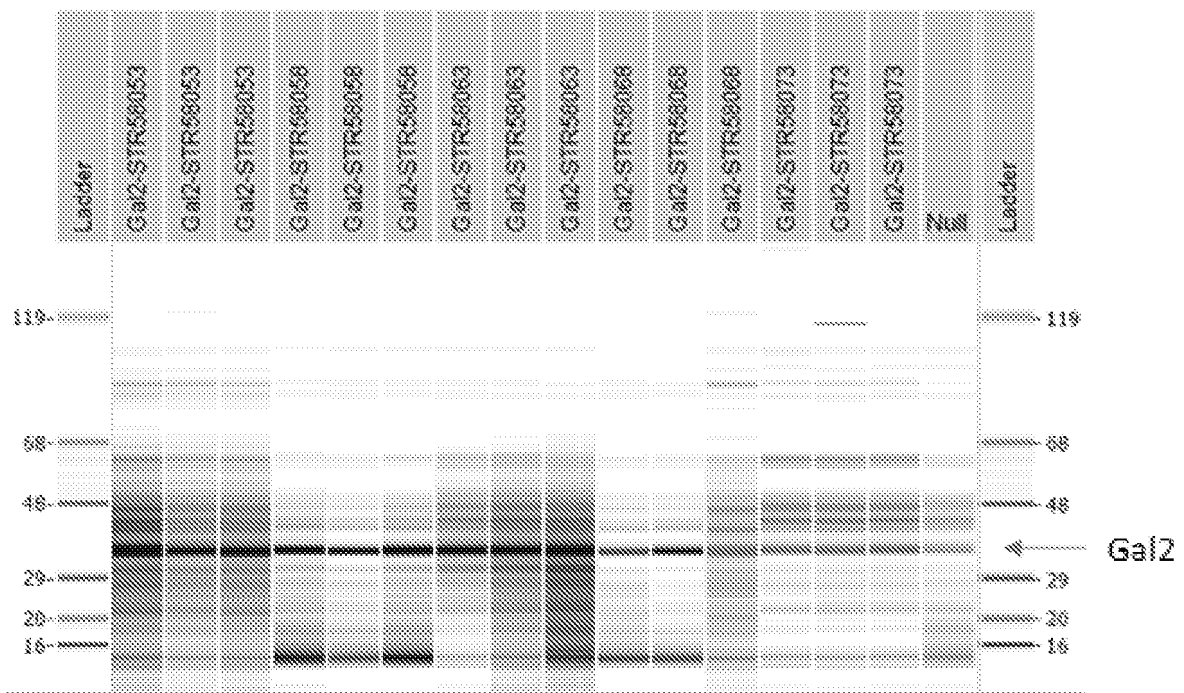 Ladder
Gal2-STR58053
Gal2-STR58053
Gal2-STR58053
Gal2-STR58058
Gal2-STR58058
Gal2-STR58058
Gal2-STR58063
Gal2-STR58063
Gal2-STR58063
Gal2-STR58068
Gal2-STR58068
Gal2-STR58068
Gal2-STR58073
Gal2-STR58073
Gal2-STR58073
Null
Ladder
119- -119
68- -68
48- -48
Gal2
29- -29
20- -20
16- -16